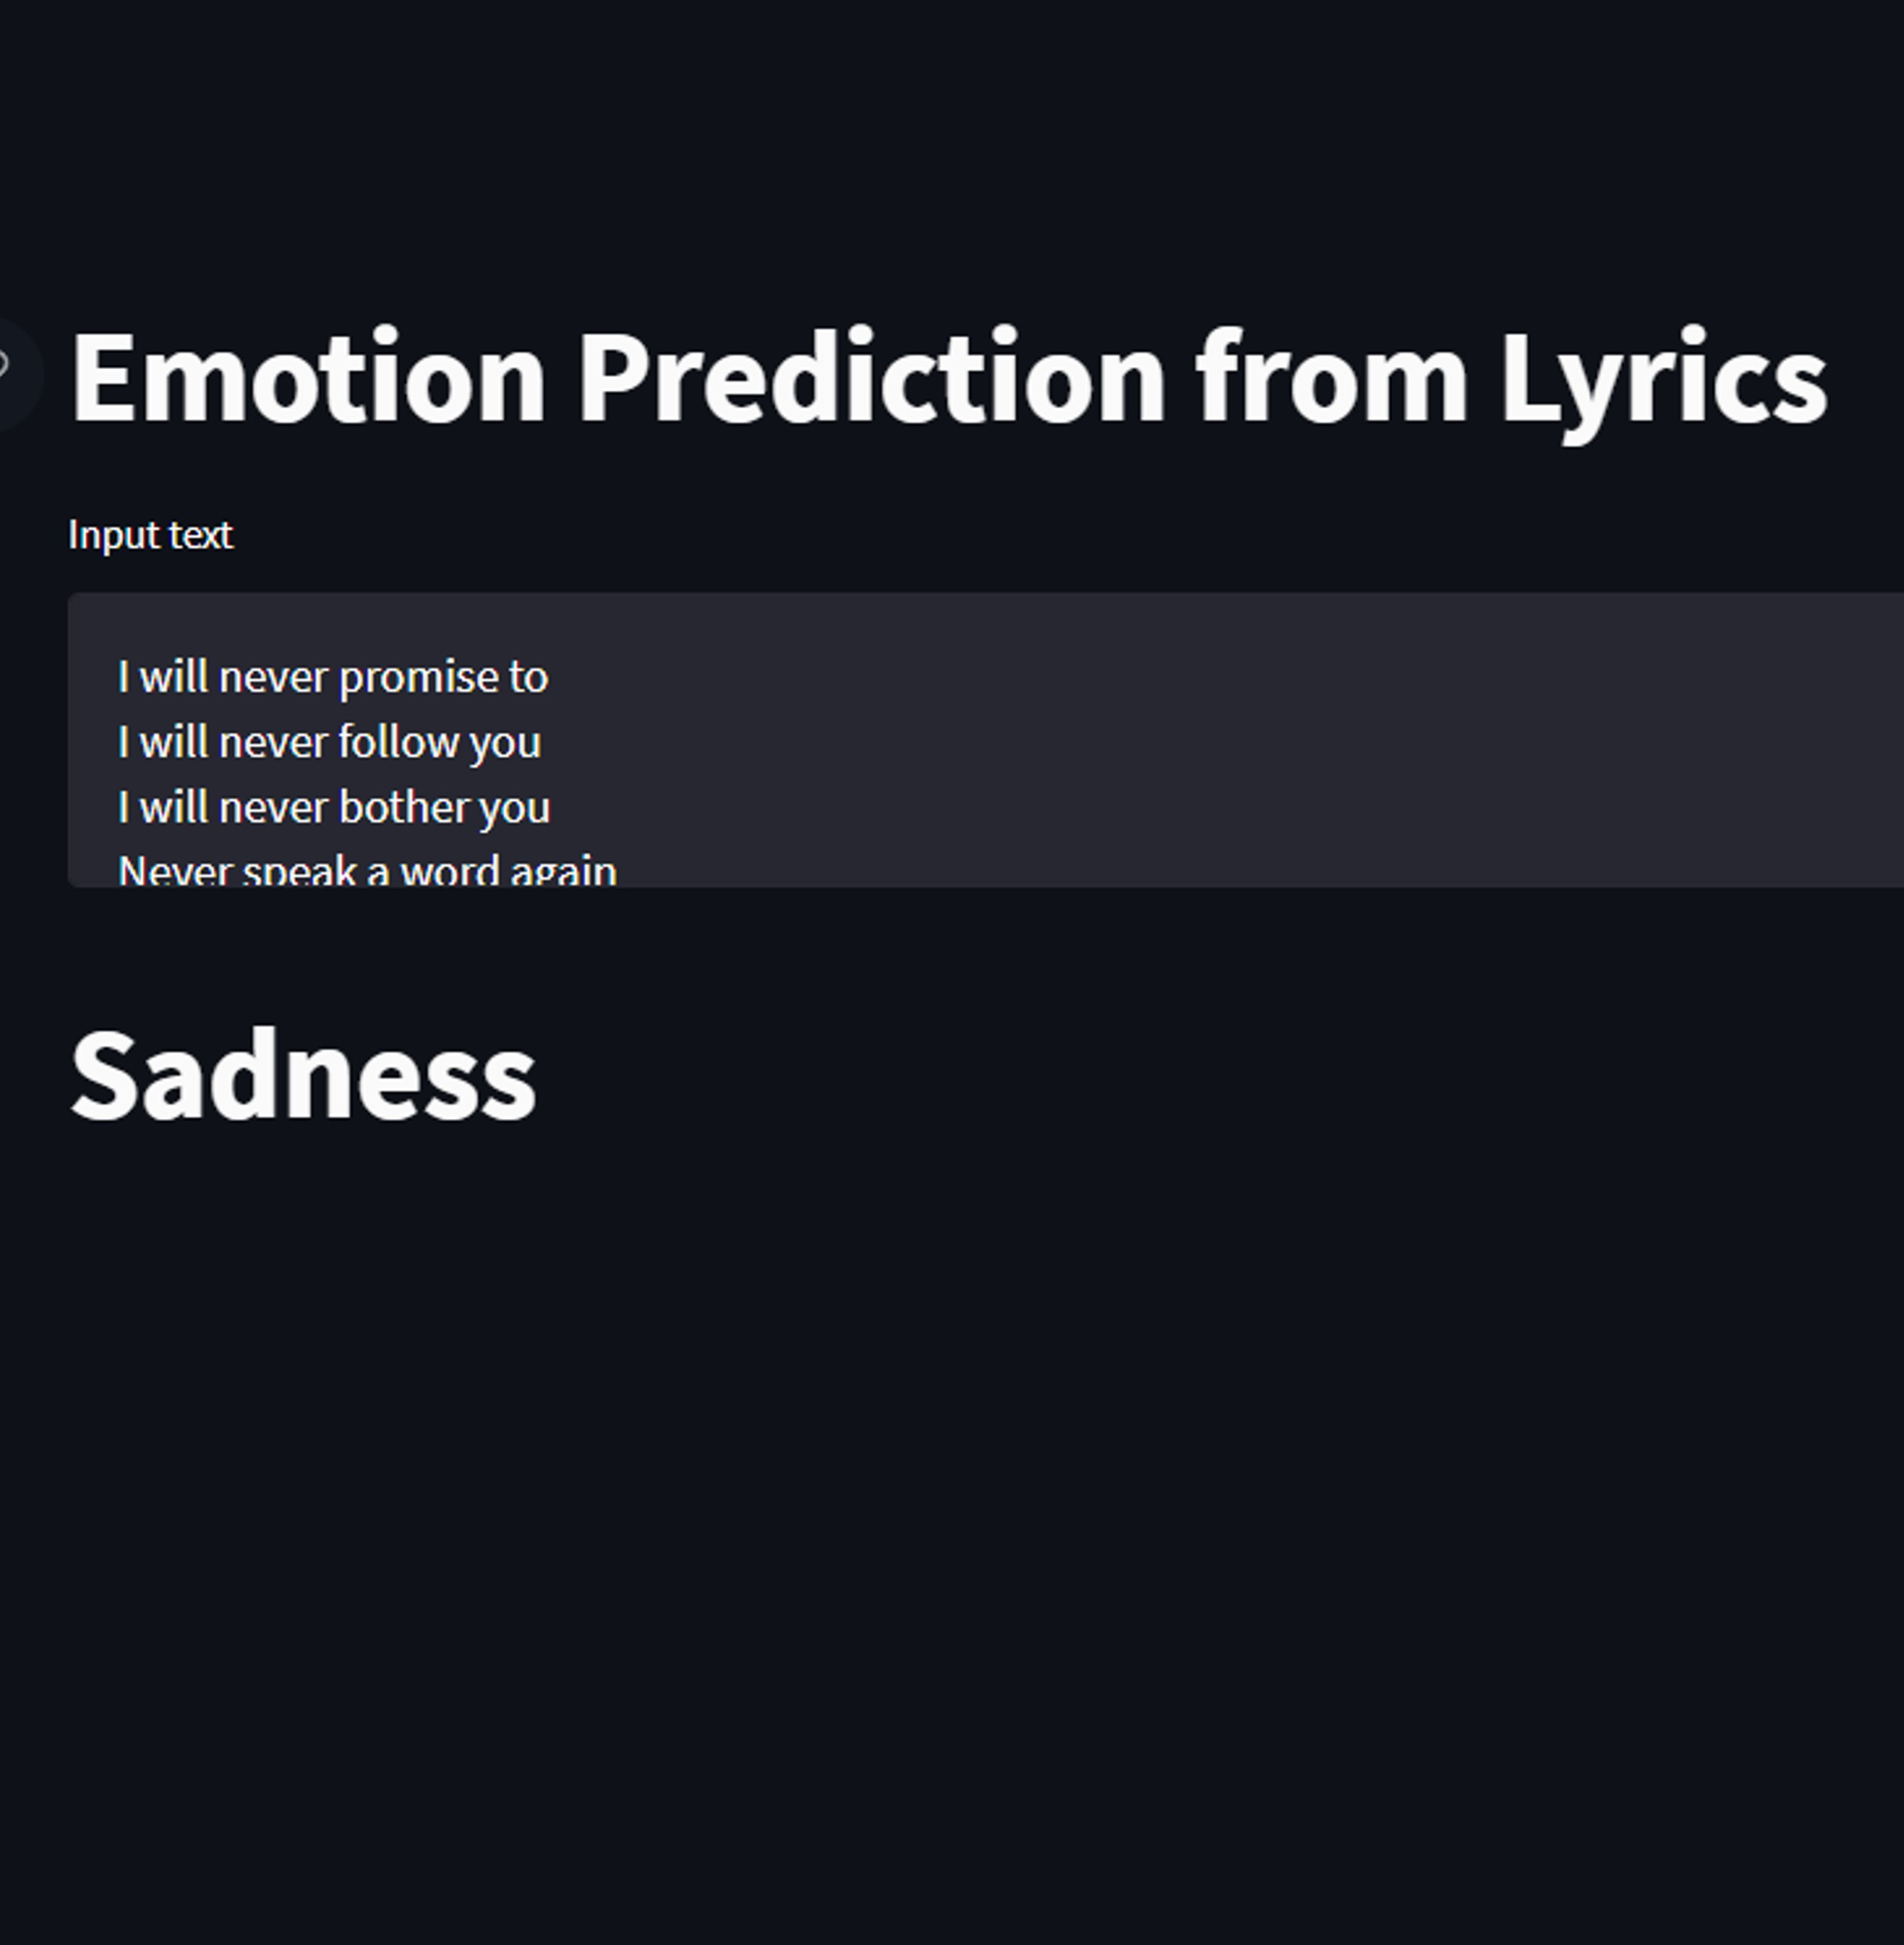 Emotion Prediction from Lyrics
Input text
I will never promise to
I will never follow you
I will never bother you
Never speak a word again
Sadness